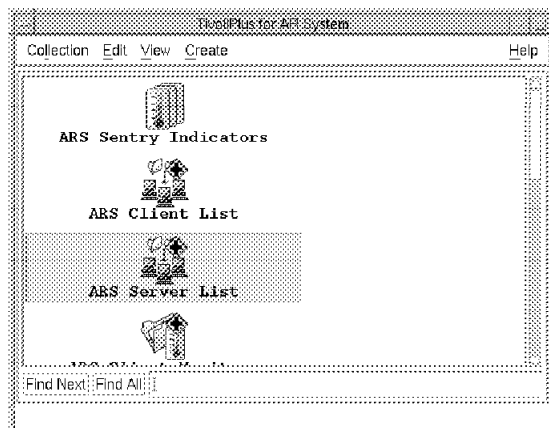 TivoliPlus for AR System
Collection Edit View Create Help
ARS Sentry Indicators
ARS Client List
ARS Server List
Find Next Find All